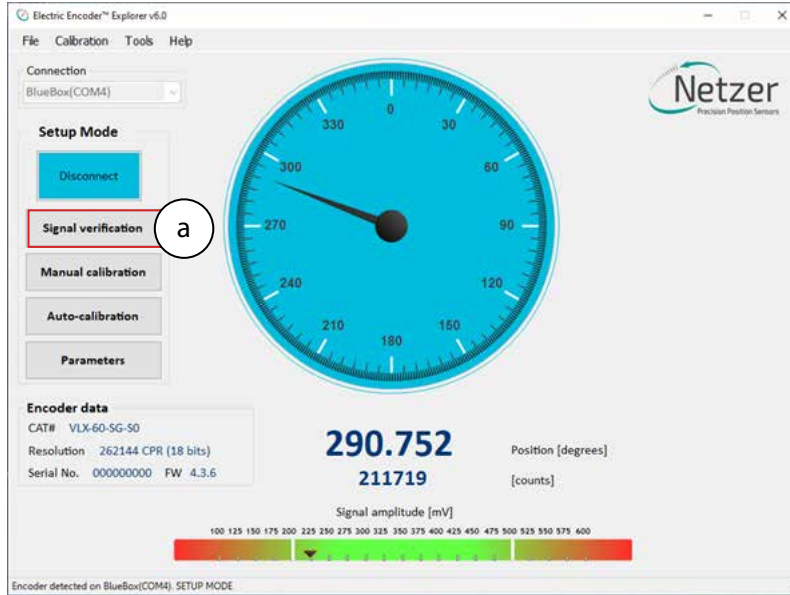 Electric Encoder™ Explorer v6.0
File Calibration Tools Help
Connection
BlueBox(COM4)
Netzer
Precision Position Sensors
Setup Mode
Disconnect
Signal verification
a
Manual calibration
Auto-calibration
Parameters
0
30
60
90
120
150
180
210
240
270
300
330
Encoder data
CAT# VLX-60-SG-S0
Resolution 262144 CPR (18 bits)
Serial No. 000000000 FW 4.3.6
290.752 Position [degrees]
211719 [counts]
Signal amplitude [mV]
100 125 150 175 200 225 250 275 300 325 350 375 400 425 450 475 500 525 550 575 600
Encoder detected on BlueBox(COM4). SETUP MODE